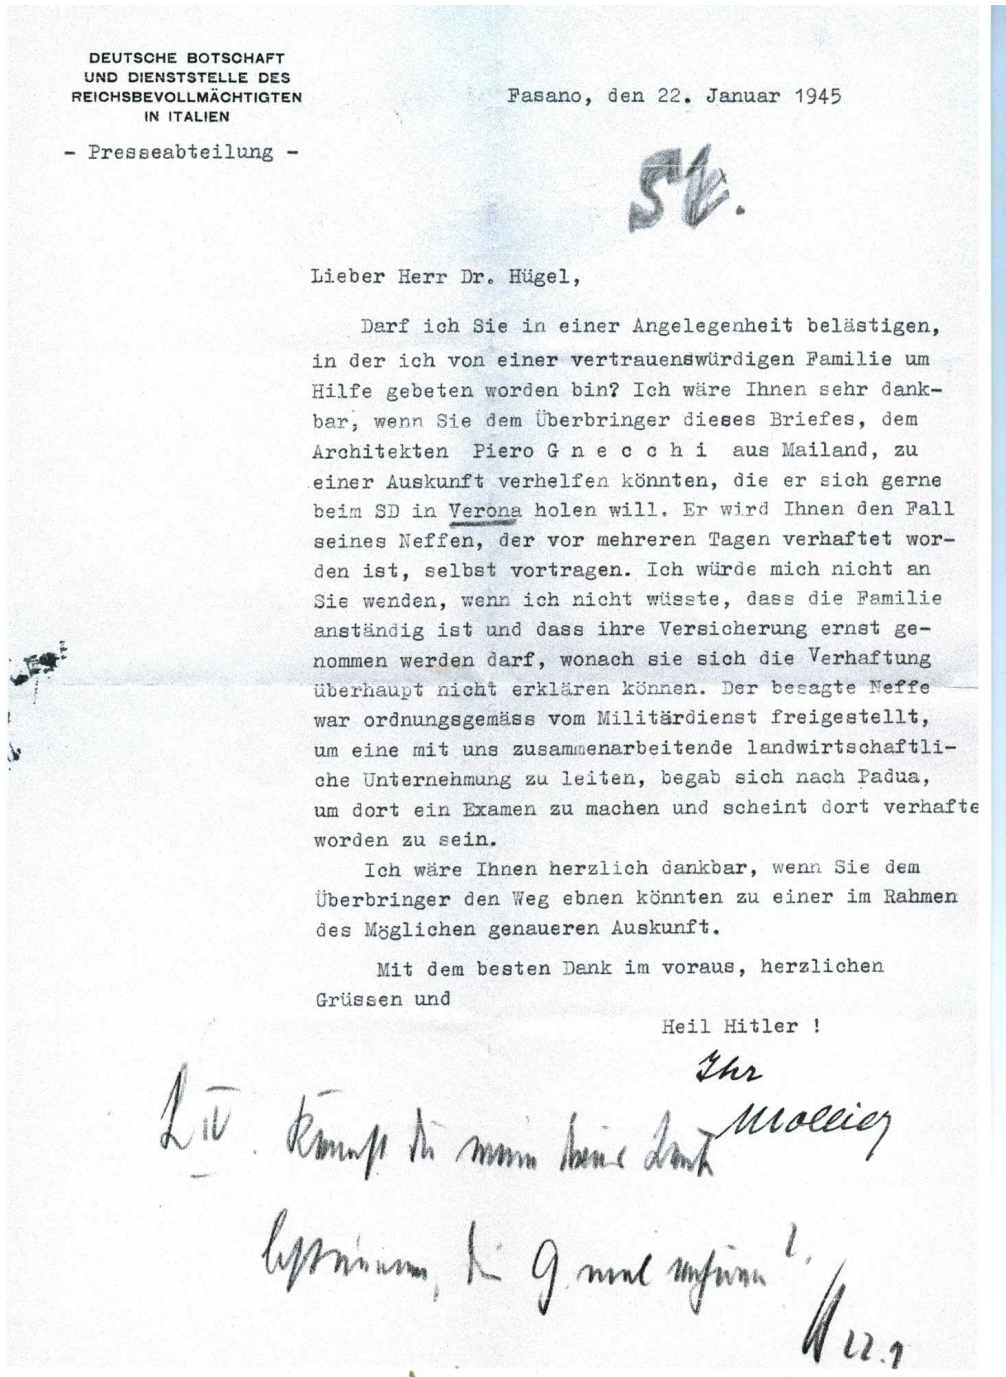 DEUTSCHE BOTSCHAFT
UND DIENSTSTELLE DES
REICHSBEVOLLMÄCHTIGTEN
IN ITALIEN
- Presseabteilung -
Fasano, den 22. Januar 1945
Lieber Herr Dr. Hügel,
Darf ich Sie in einer Angelegenheit belästigen,
in der ich von einer vertrauenswürdigen Familie um
Hilfe gebeten worden bin? Ich wäre Ihnen sehr dank-
bar, wenn Sie dem Überbringer dieses Briefes, dem
Architekten Piero G n e c c h i aus Mailand, zu
einer Auskunft verhelfen könnten, die er sich gerne
beim SD in Verona holen will. Er wird Ihnen den Fall
seines Neffen, der vor mehreren Tagen verhaftet wor-
den ist, selbst vortragen. Ich würde mich nicht an
Sie wenden, wenn ich nicht wüsste, dass die Familie
anständig ist und dass ihre Versicherung ernst ge-
nommen werden darf, wonach sie sich die Verhaftung
überhaupt nicht erklären können. Der besagte Neffe
war ordnungsgemäss vom Militärdienst freigestellt,
um eine mit uns zusammenarbeitende landwirtschaftli-
che Unternehmung zu leiten, begab sich nach Padua,
um dort ein Examen zu machen und scheint dort verhafte
worden zu sein.
Ich wäre Ihnen herzlich dankbar, wenn Sie dem
Überbringer den Weg ebnen könnten zu einer im Rahmen
des Möglichen genaueren Auskunft.
Mit dem besten Dank im voraus, herzlichen
Grüssen und
Heil Hitler !
Ihr
Mollier
IV. Kannst Du
bestimmen, die G. mal
22.1